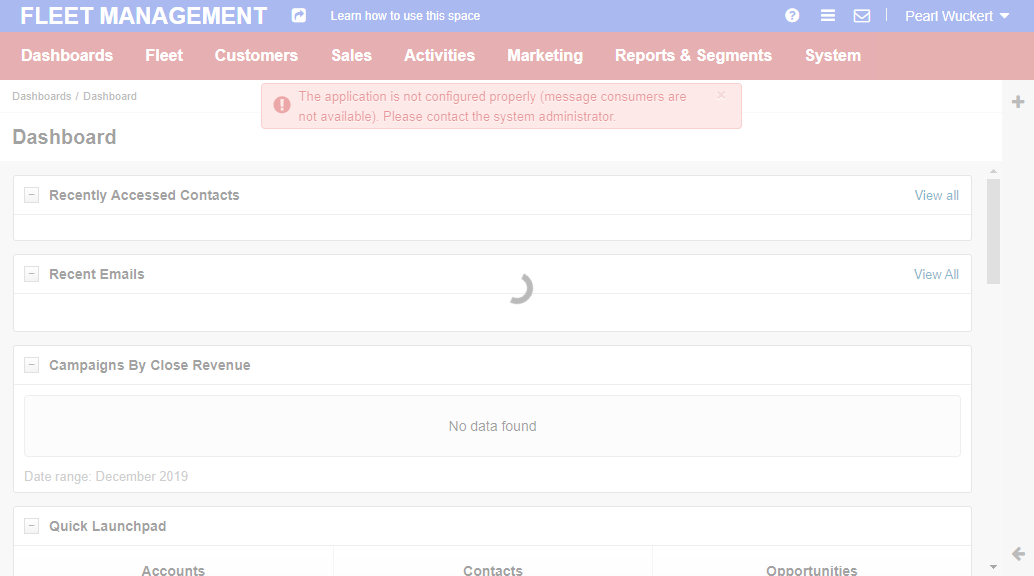 FLEET MANAGEMENT
Learn how to use this space
Pearl Wuckert
Dashboards
Fleet
Customers
Sales
Activities
Marketing
Reports & Segments
System
Dashboards / Dashboard
The application is not configured properly (message consumers are
not available). Please contact the system administrator.
×
Dashboard
Recently Accessed Contacts
View all
Recent Emails
View All
Campaigns By Close Revenue
No data found
Date range: December 2019
Quick Launchpad
Accounts
Contacts
Opportunities